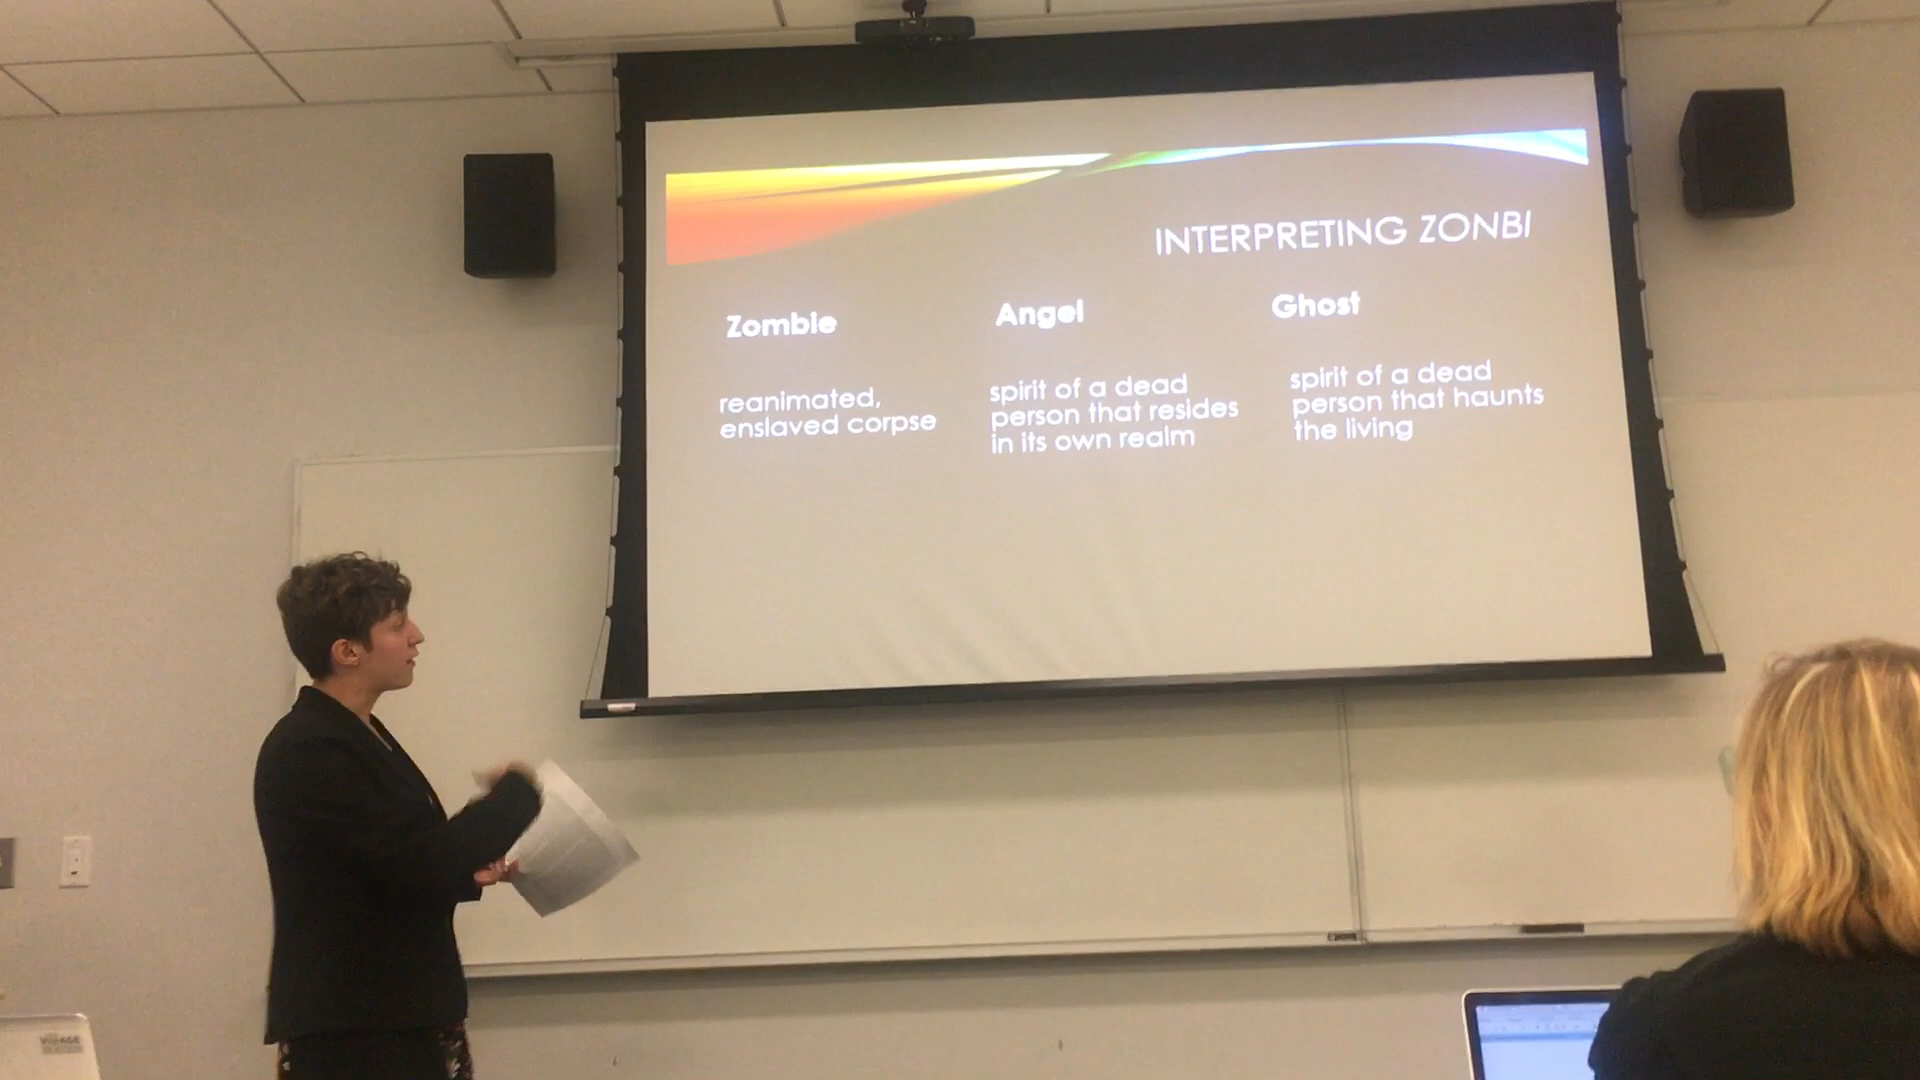 INTERPRETING ZONBI
Zombie
reanimated,
enslaved corpse
Angel
spirit of a dead
person that resides
in its own realm
Ghost
spirit of a dead
person that haunts
the living